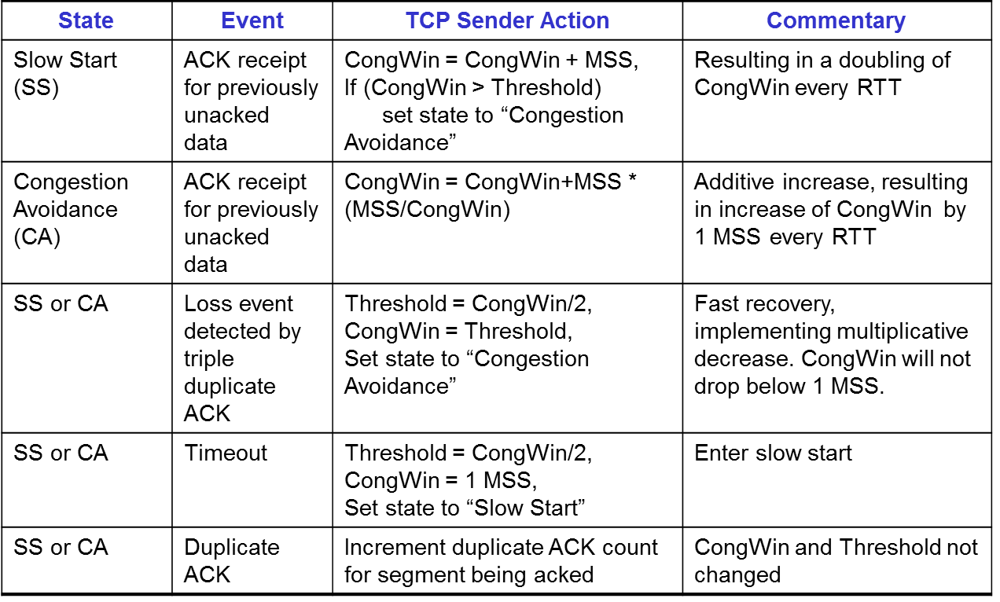 State Event TCP Sender Action Commentary
Slow Start
(SS)
ACK receipt
for previously
unacked
data
CongWin = CongWin + MSS,
If (CongWin > Threshold)
set state to “Congestion
Avoidance”
Resulting in a doubling of
CongWin every RTT
Congestion
Avoidance
(CA)
ACK receipt
for previously
unacked
data
CongWin = CongWin+MSS *
(MSS/CongWin)
Additive increase, resulting
in increase of CongWin by
1 MSS every RTT
SS or CA
Loss event
detected by
triple
duplicate
ACK
Threshold = CongWin/2,
CongWin = Threshold,
Set state to “Congestion
Avoidance”
Fast recovery,
implementing multiplicative
decrease. CongWin will not
drop below 1 MSS.
SS or CA
Timeout
Threshold = CongWin/2,
CongWin = 1 MSS,
Set state to “Slow Start”
Enter slow start
SS or CA
Duplicate
ACK
Increment duplicate ACK count
for segment being acked
CongWin and Threshold not
changed